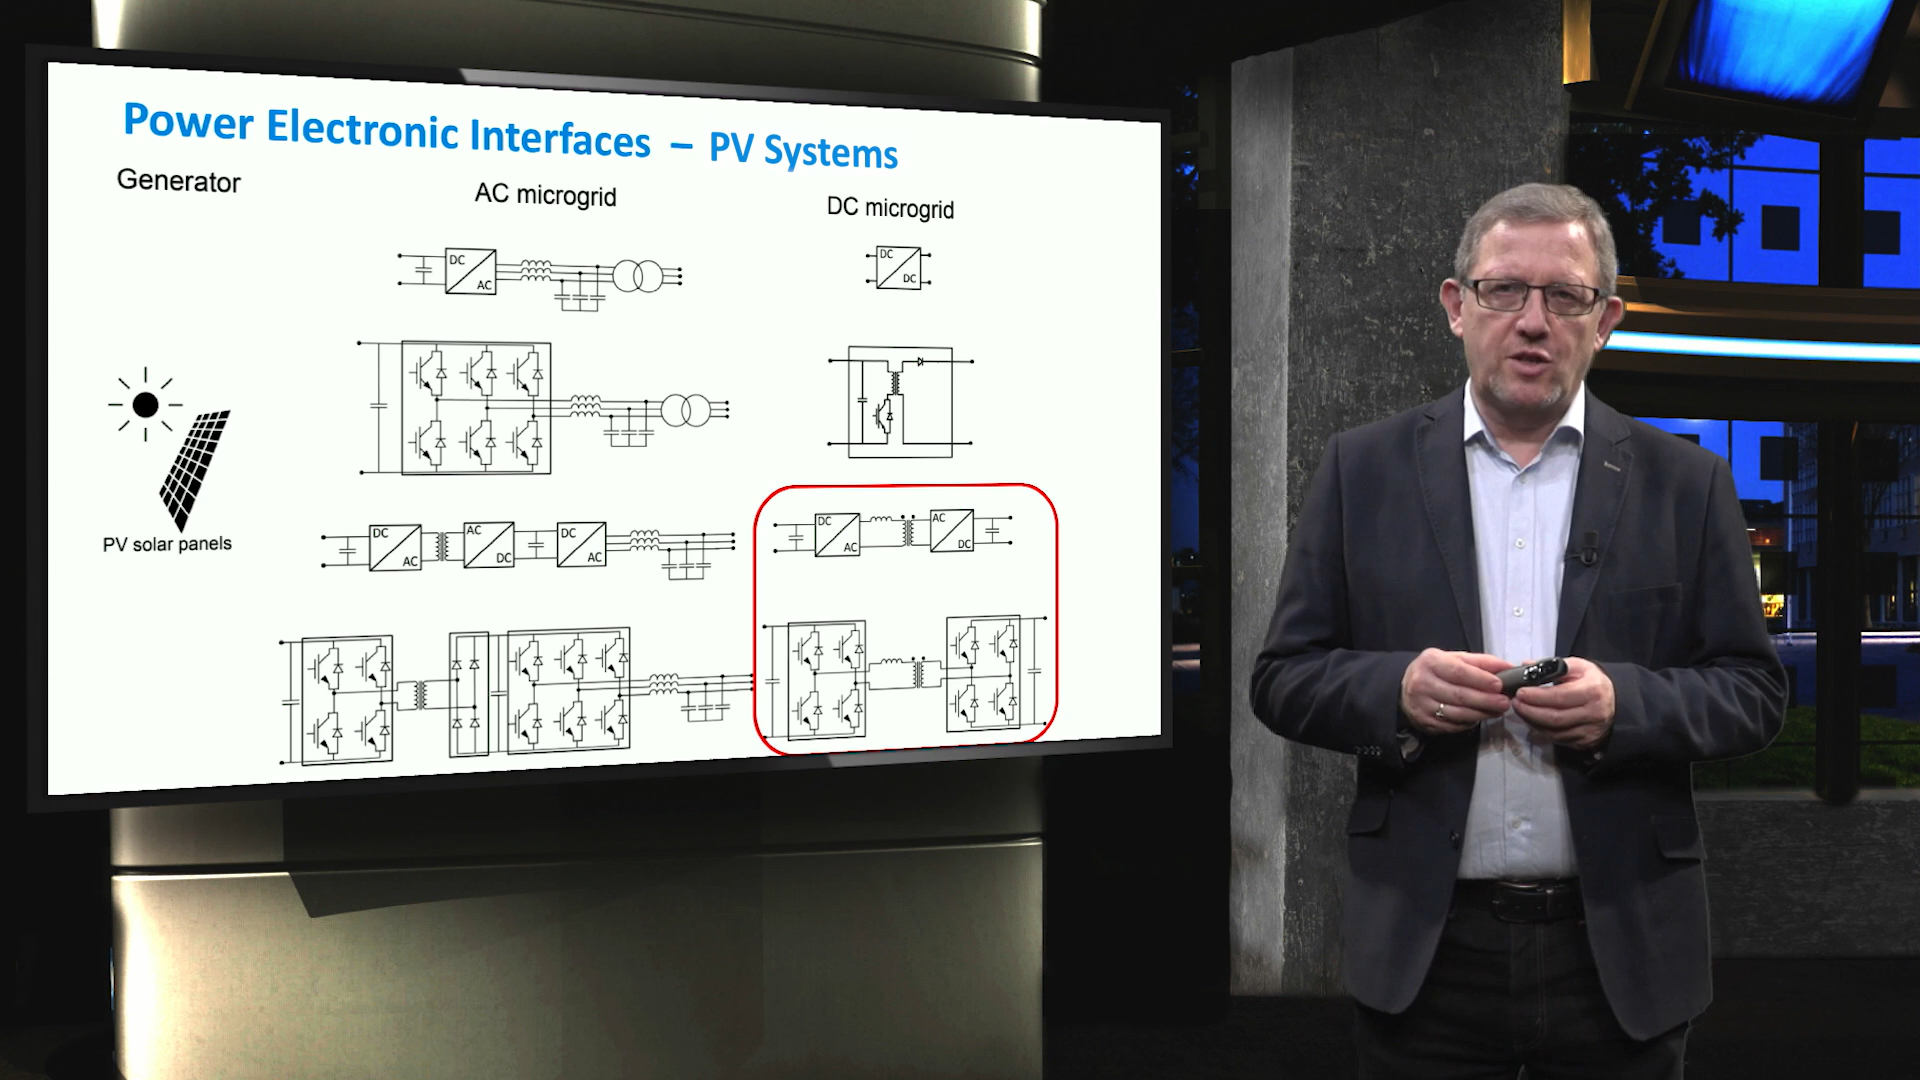 Power Electronic Interfaces – PV Systems
Generator
AC microgrid
DC microgrid
DC
AC
DC
DC
PV solar panels
DC
AC
AC
DC
DC
AC
DC
AC
AC
DC